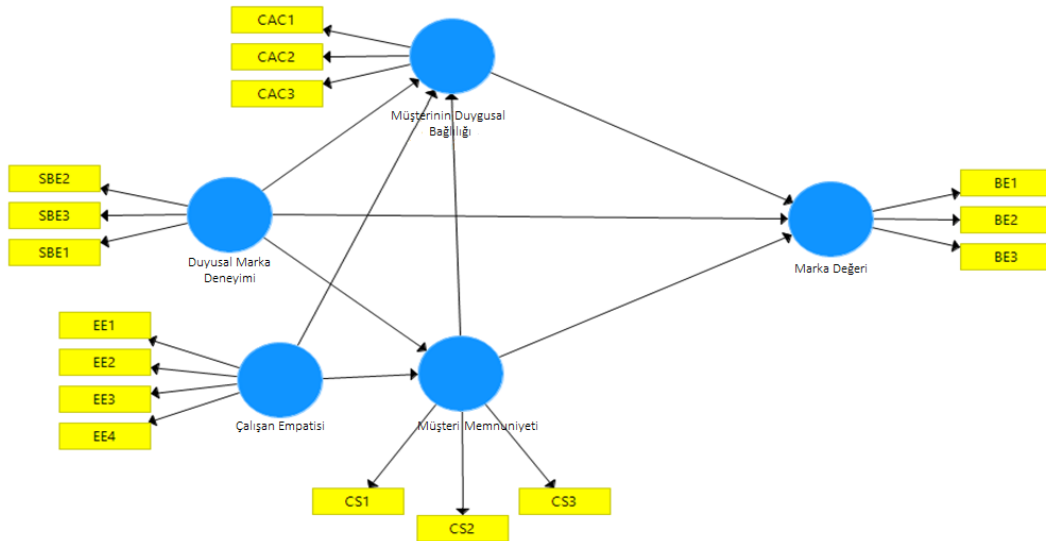 CAC1
CAC2
CAC3
Müşterinin Duygusal
Bağlılığı
SBE2
SBE3
SBE1
Duyusal Marka
Deneyimi
BE1
BE2
BE3
Marka Değeri
EE1
EE2
EE3
EE4
Çalışan Empatisi
Müşteri Memnuniyeti
CS1
CS2
CS3